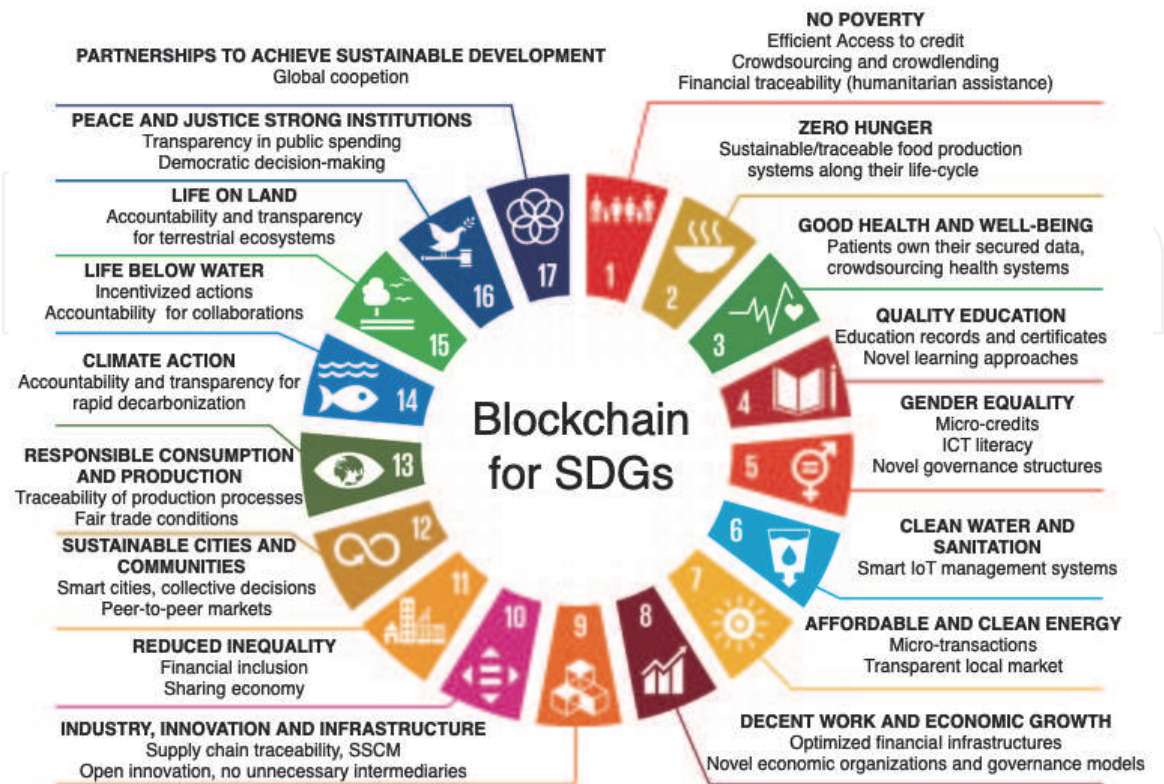 NO POVERTY
Efficient Access to credit
Crowdsourcing and crowdlending
Financial traceability (humanitarian assistance)
ZERO HUNGER
Sustainable/traceable food production
systems along their life-cycle
GOOD HEALTH AND WELL-BEING
Patients own their secured data,
crowdsourcing health systems
QUALITY EDUCATION
Education records and certificates
Novel learning approaches
GENDER EQUALITY
Micro-credits
ICT literacy
Novel governance structures
CLEAN WATER AND
SANITATION
Smart IoT management systems
AFFORDABLE AND CLEAN ENERGY
Micro-transactions
Transparent local market
DECENT WORK AND ECONOMIC GROWTH
Optimized financial infrastructures
Novel economic organizations and governance models
INDUSTRY, INNOVATION AND INFRASTRUCTURE
Supply chain traceability, SSCM
Open innovation, no unnecessary intermediaries
REDUCED INEQUALITY
Financial inclusion
Sharing economy
SUSTAINABLE CITIES AND
COMMUNITIES
Smart cities, collective decisions
Peer-to-peer markets
RESPONSIBLE CONSUMPTION
AND PRODUCTION
Traceability of production processes
Fair trade conditions
CLIMATE ACTION
Accountability and transparency for
rapid decarbonization
LIFE BELOW WATER
Incentivized actions
Accountability for collaborations
LIFE ON LAND
Accountability and transparency
for terrestrial ecosystems
PEACE AND JUSTICE STRONG INSTITUTIONS
Transparency in public spending
Democratic decision-making
PARTNERSHIPS TO ACHIEVE SUSTAINABLE DEVELOPMENT
Global coopetion
1
2
3
4
5
6
7
8
9
10
11
12
13
14
15
16
17
Blockchain
for SDGs